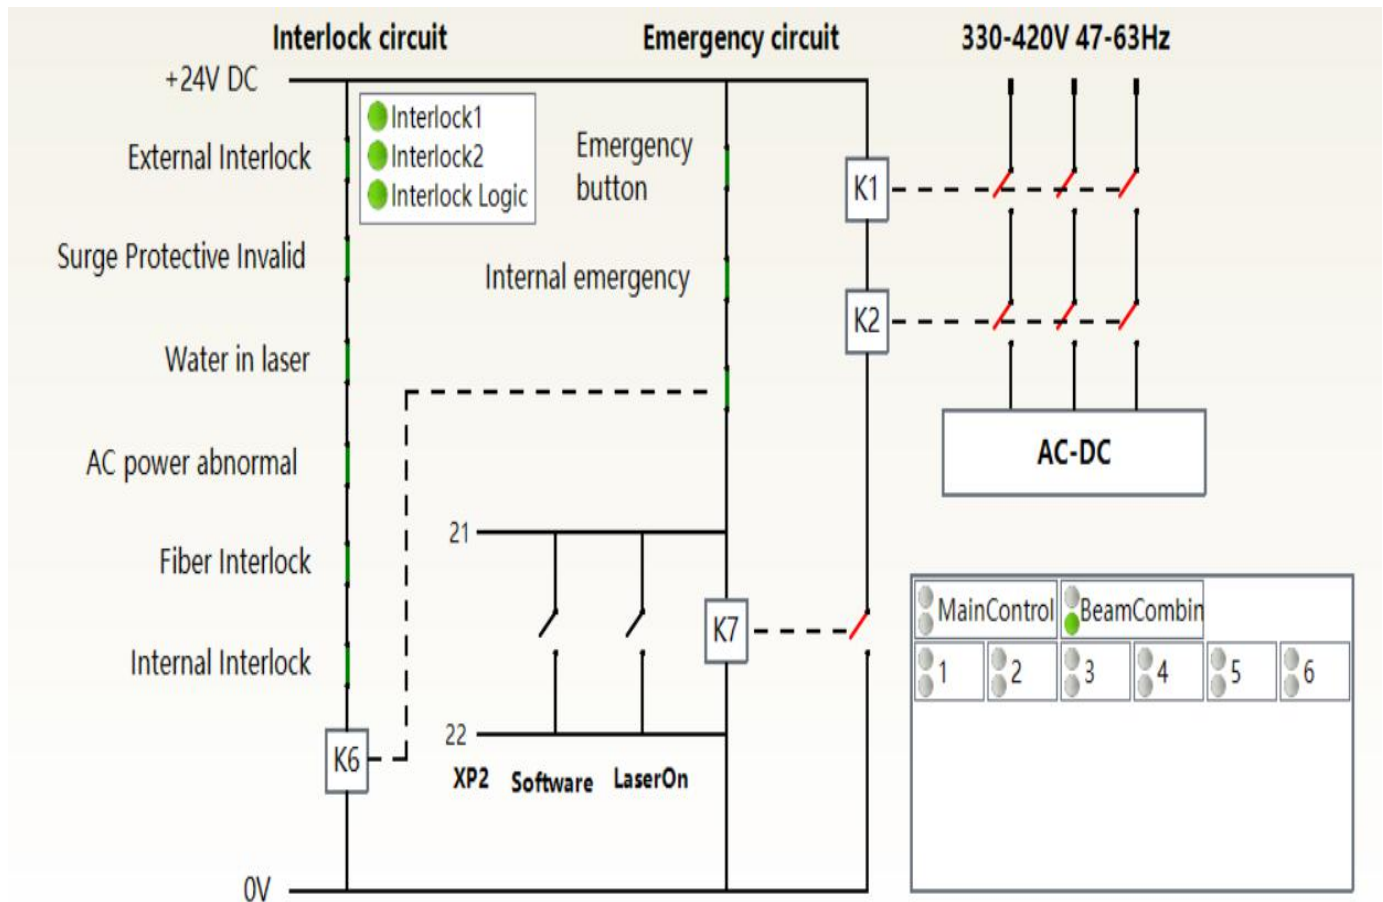 Interlock circuit
Emergency circuit
330-420V 47-63Hz
+24V DC
Interlock1
Interlock2
Interlock Logic
External Interlock
Surge Protective Invalid
Water in laser
AC power abnormal
Fiber Interlock
Internal Interlock
K6
0V
Emergency
button
Internal emergency
21
22
XP2
Software
LaserOn
K7
K1
K2
AC-DC
MainControl
BeamCombin
1
2
3
4
5
6